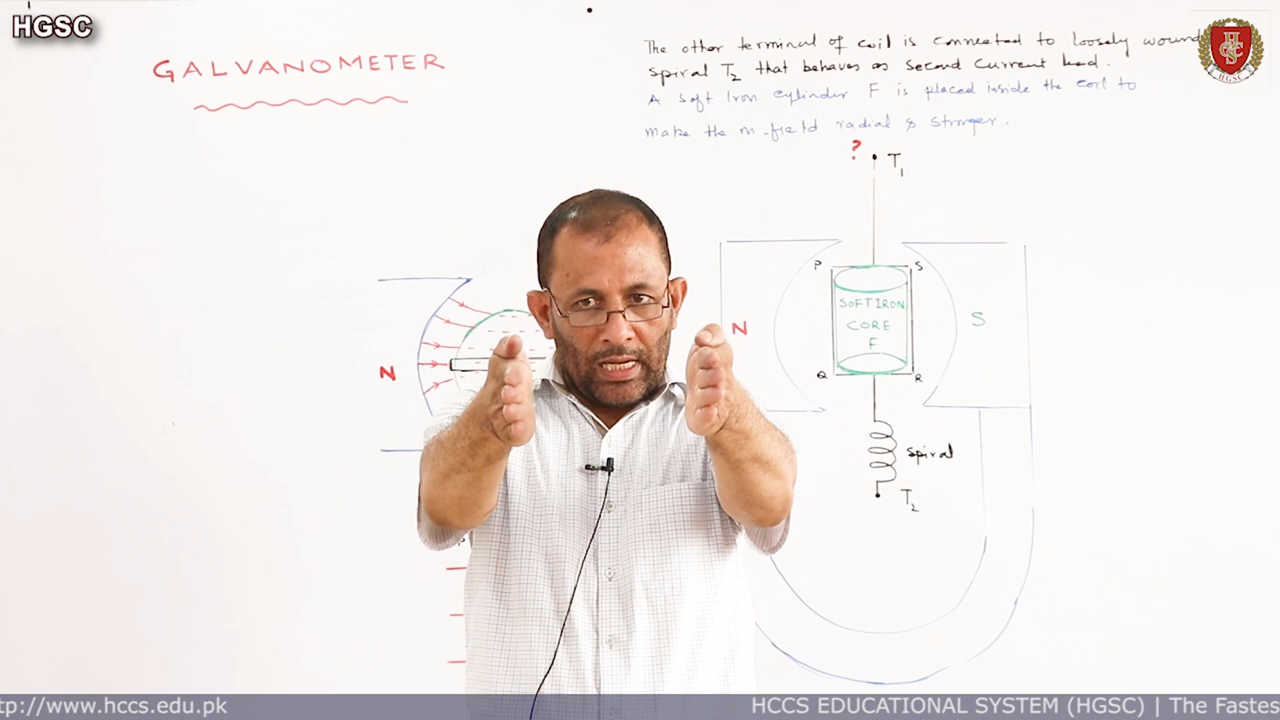 HGSC
GALVANOMETER
The other terminal of coil is connected to loosely wound
spiral T2 that behaves as second current lead.
A soft Iron cylinder F is placed inside the coil to
make the m.field radial & stronger.
HGSC
? T1
P S
N
SOFT IRON
CORE
F
S
N
Q R
spiral
T2
tp://www.hccs.edu.pk
HCCS EDUCATIONAL SYSTEM (HGSC) | The Fastes